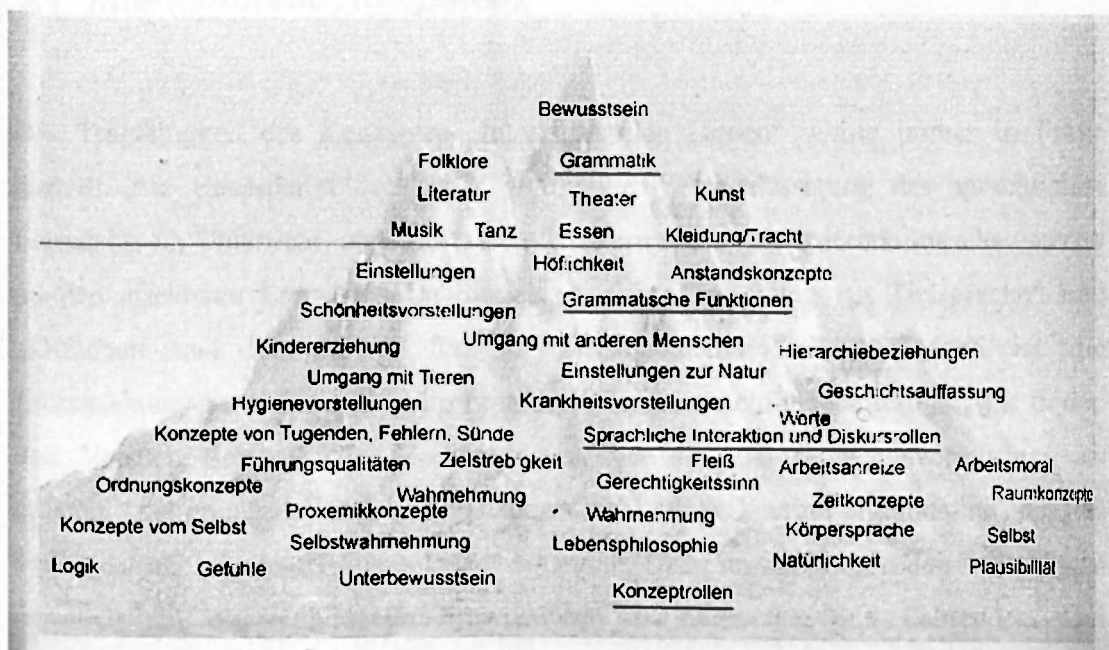 Bewusstsein
Folklore Grammatik
Literatur Theater Kunst
Musik Tanz Essen Kleidung/Tracht
Einstellungen Höflichkeit Anstandskonzepte
Schönheitsvorstellungen Grammatische Funktionen
Kindererziehung Umgang mit anderen Menschen Hierarchiebeziehungen
Umgang mit Tieren Einstellungen zur Natur Geschichtsauffassung
Hygienevorstellungen Krankheitsvorstellungen Worte
Konzepte von Tugenden, Fehlern, Sünde Sprachliche Interaktion und Diskursrollen
Führungsqualitäten Zielstrebigkeit Fleiß Arbeitsanreize Arbeitsmoral
Ordnungskonzepte Wahrnehmung Gerechtigkeitssinn Zeitkonzepte Raumkonzepte
Konzepte vom Selbst Proxemikkonzepte Wahrnehmung Körpersprache Selbst
Logik Gefühle Selbstwahrnehmung Lebensphilosophie Natürlichkeit Plausibilität
Unterbewusstsein Konzeptrollen